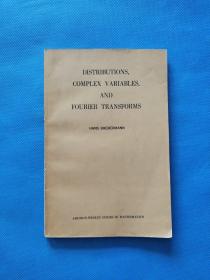 DISTRIBUTIONS,
COMPLEX VARIABLES,
AND
FOURIER TRANSFORMS
HANS BREMERMANN
ADDISON-WESLEY SERIES IN MATHEMATICS